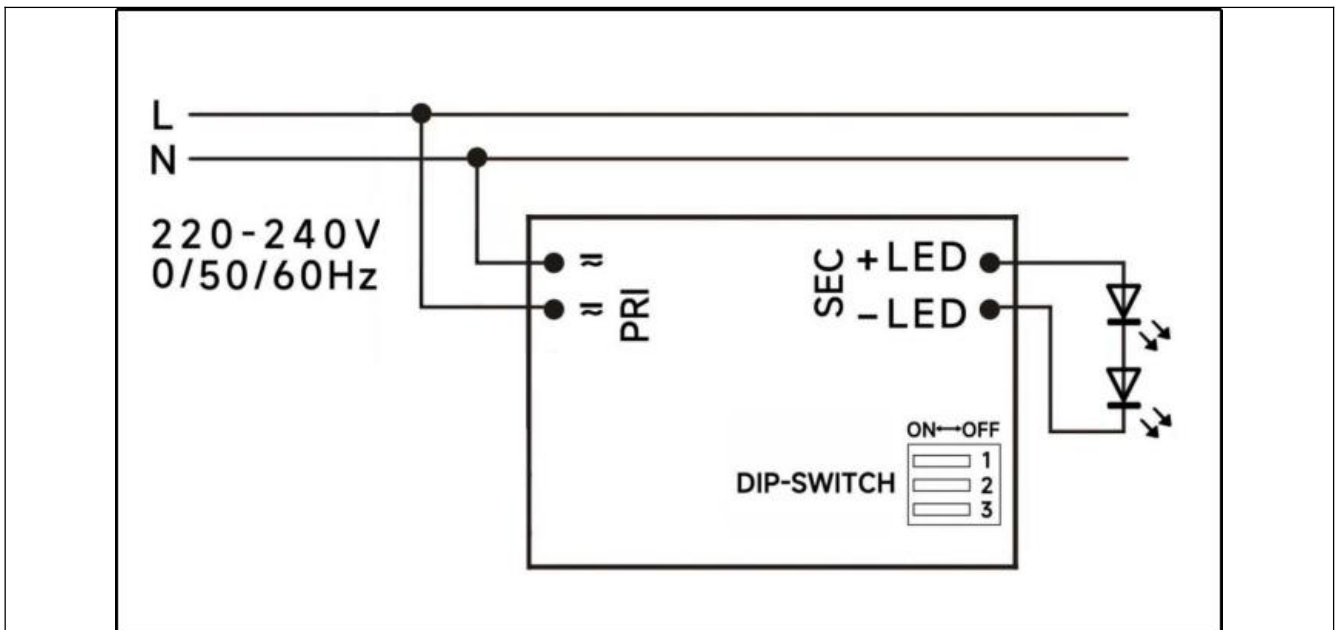 L
N
220-240V
0/50/60Hz
PRI
SEC
+LED
-LED
ON↔OFF
DIP-SWITCH
1
2
3